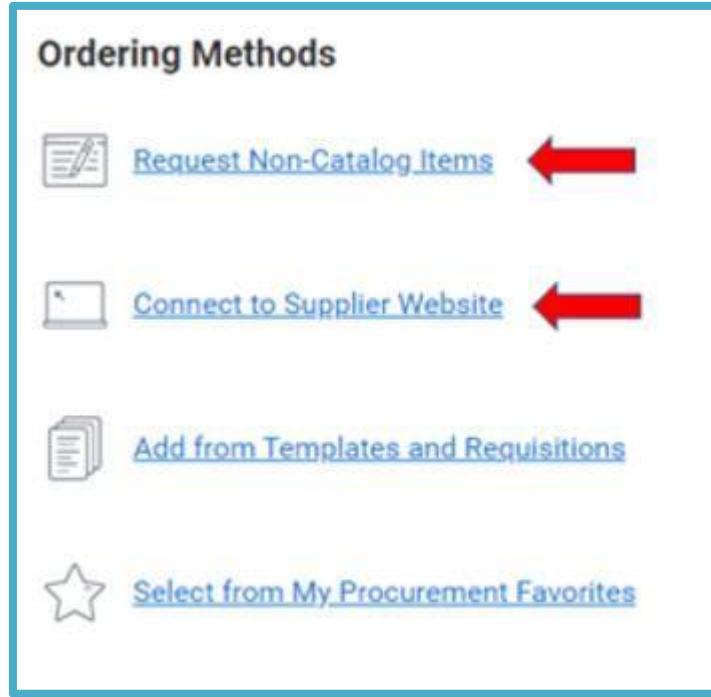 Ordering Methods
Request Non-Catalog Items
Connect to Supplier Website
Add from Templates and Requisitions
Select from My Procurement Favorites